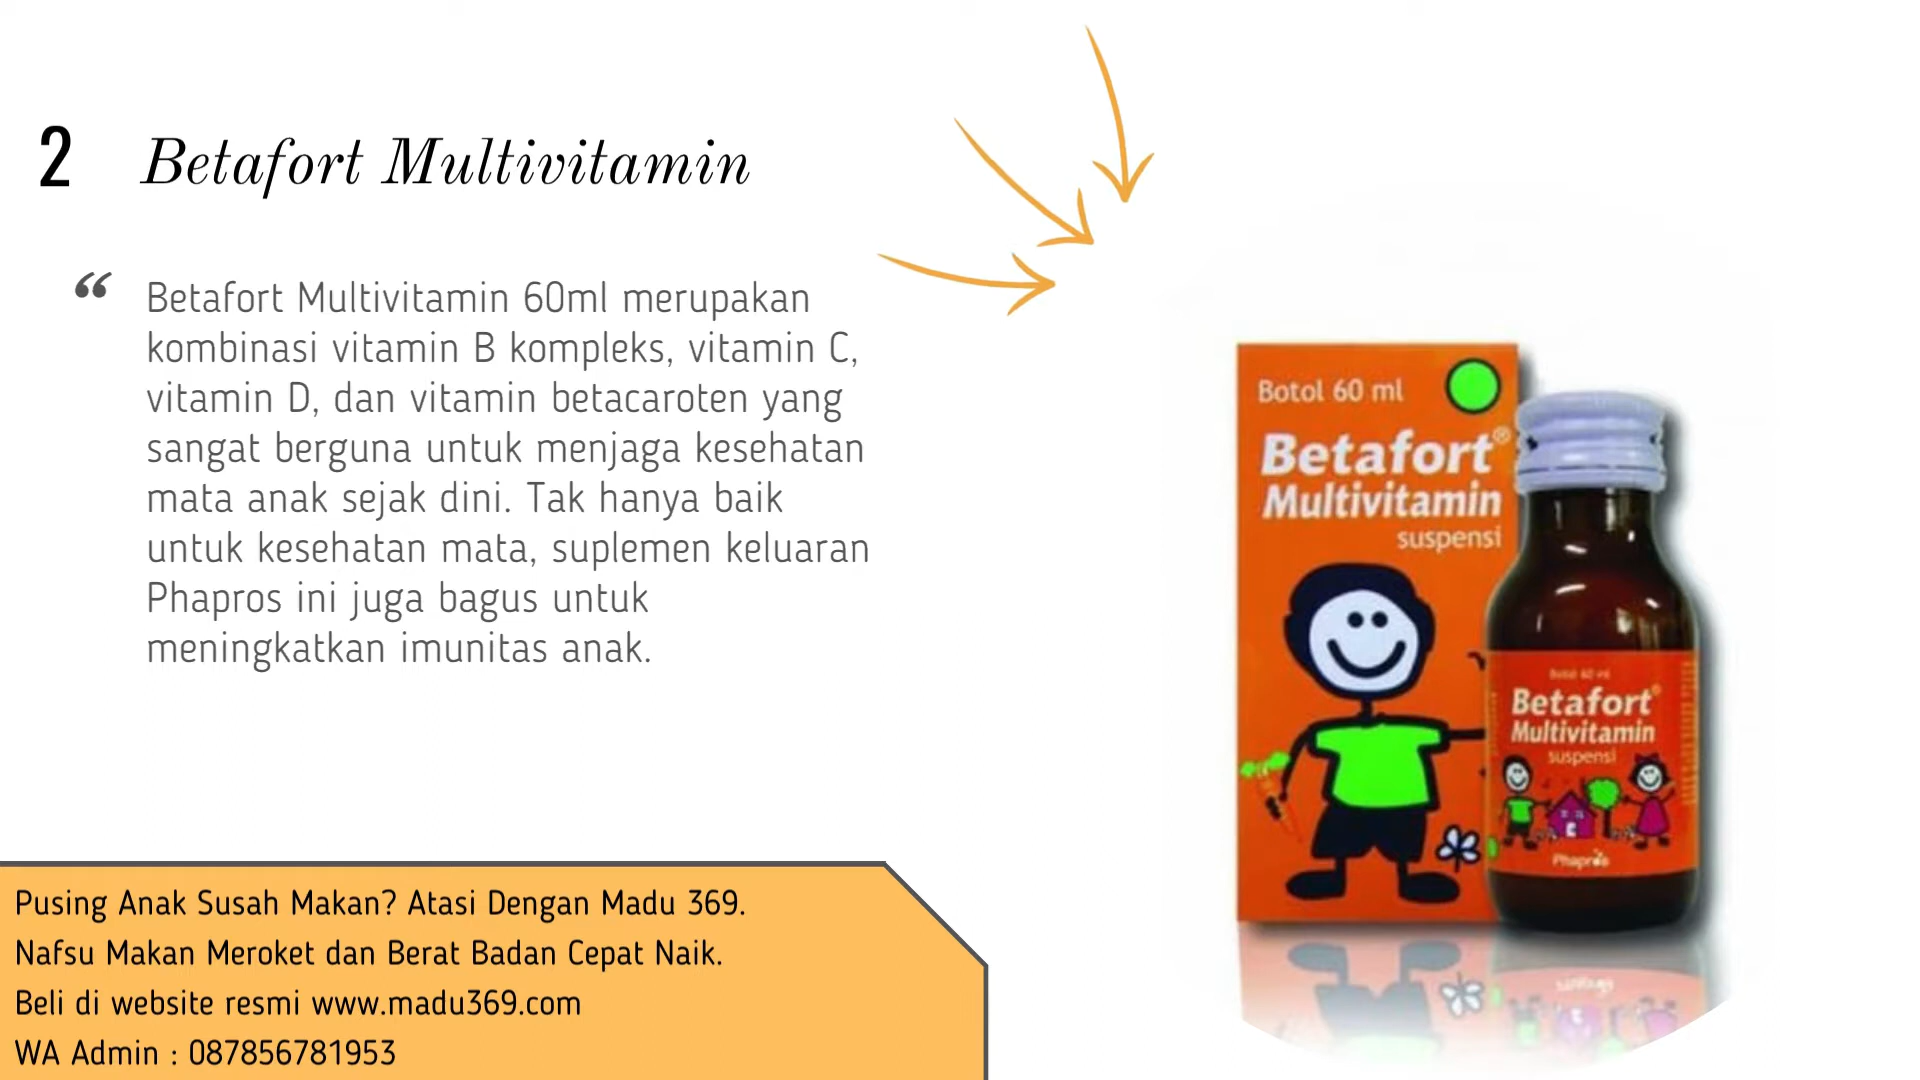 2 Betafort Multivitamin
“ Betafort Multivitamin 60ml merupakan
kombinasi vitamin B kompleks, vitamin C,
vitamin D, dan vitamin betacaroten yang
sangat berguna untuk menjaga kesehatan
mata anak sejak dini. Tak hanya baik
untuk kesehatan mata, suplemen keluaran
Phapros ini juga bagus untuk
meningkatkan imunitas anak.
Botol 60 ml
Betafort®
Multivitamin
suspensi
Botol 60 ml
Betafort®
Multivitamin
suspensi
Phapros
Pusing Anak Susah Makan? Atasi Dengan Madu 369.
Nafsu Makan Meroket dan Berat Badan Cepat Naik.
Beli di website resmi www.madu369.com
WA Admin : 087856781953